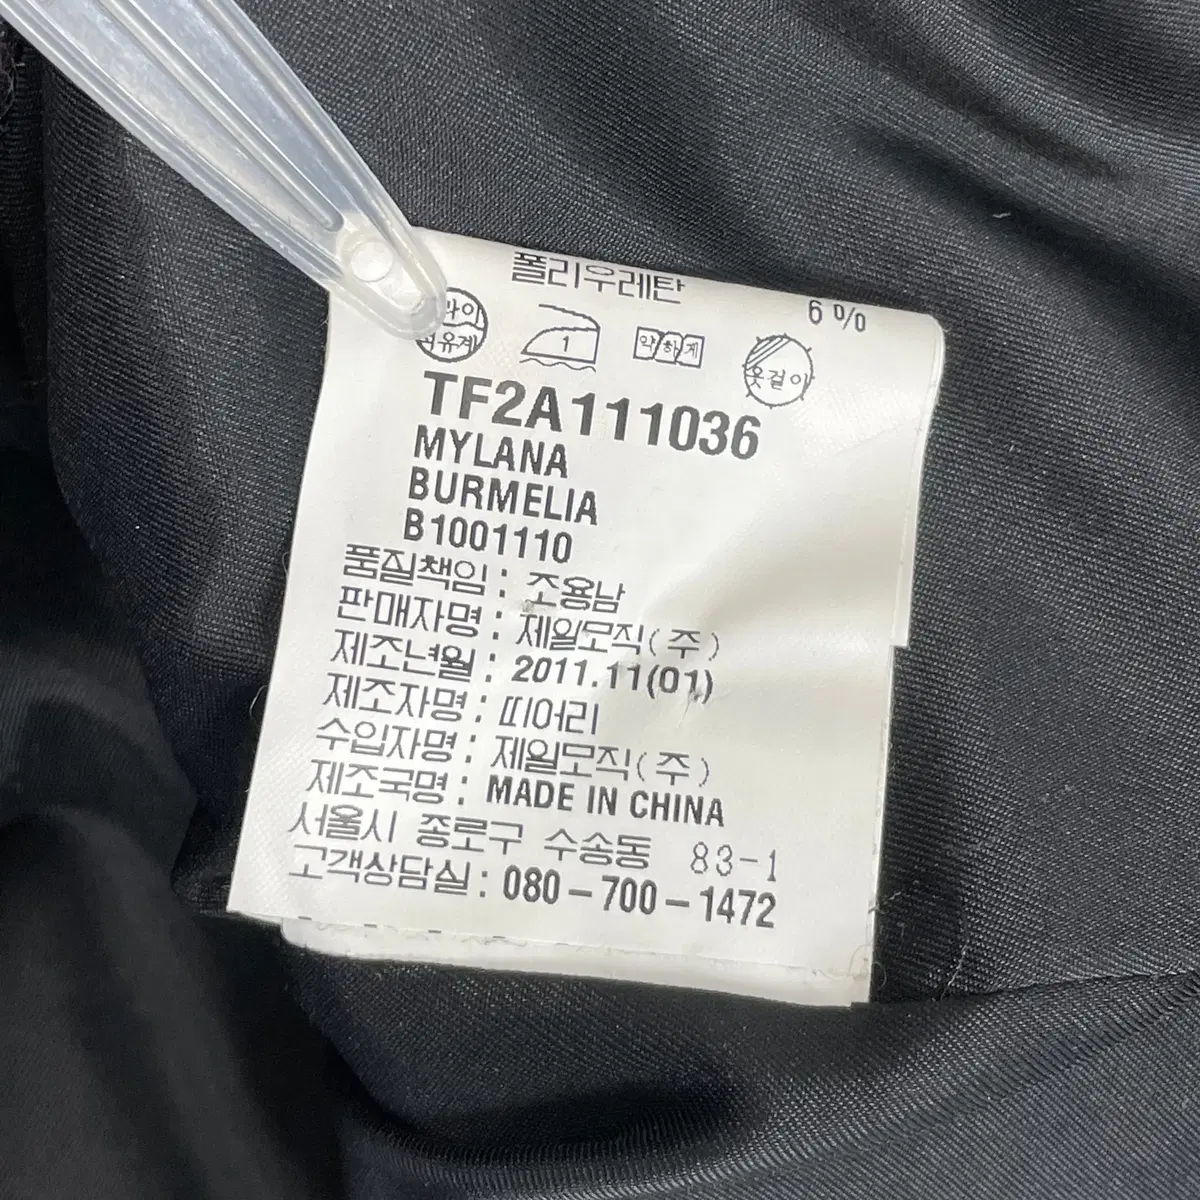 폴리우레탄 6%
1 약하게 옷걸이
TF2A111036
MYLANA
BURMELIA
B1001110
품질책임 : 조용남
판매자명 : 제일모직(주)
제조년월 : 2011.11(01)
제조자명 : 띠어리
수입자명 : 제일모직(주)
제조국명 : MADE IN CHINA
서울시 종로구 수송동 83-1
고객상담실 : 080-700-1472